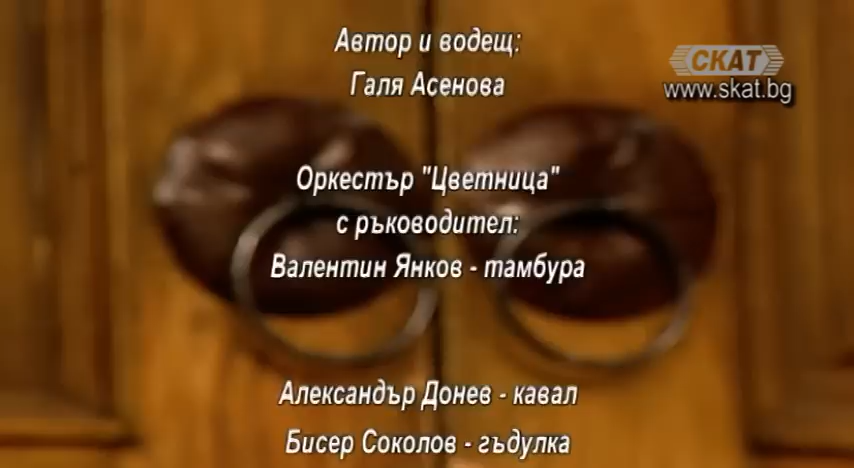 Автор и водещ:
Галя Асенова
СКАТ
www.skat.bg
Оркестър "Цветница"
с ръководител:
Валентин Янков - тамбура
Александър Донев - кавал
Бисер Соколов - гъдулка